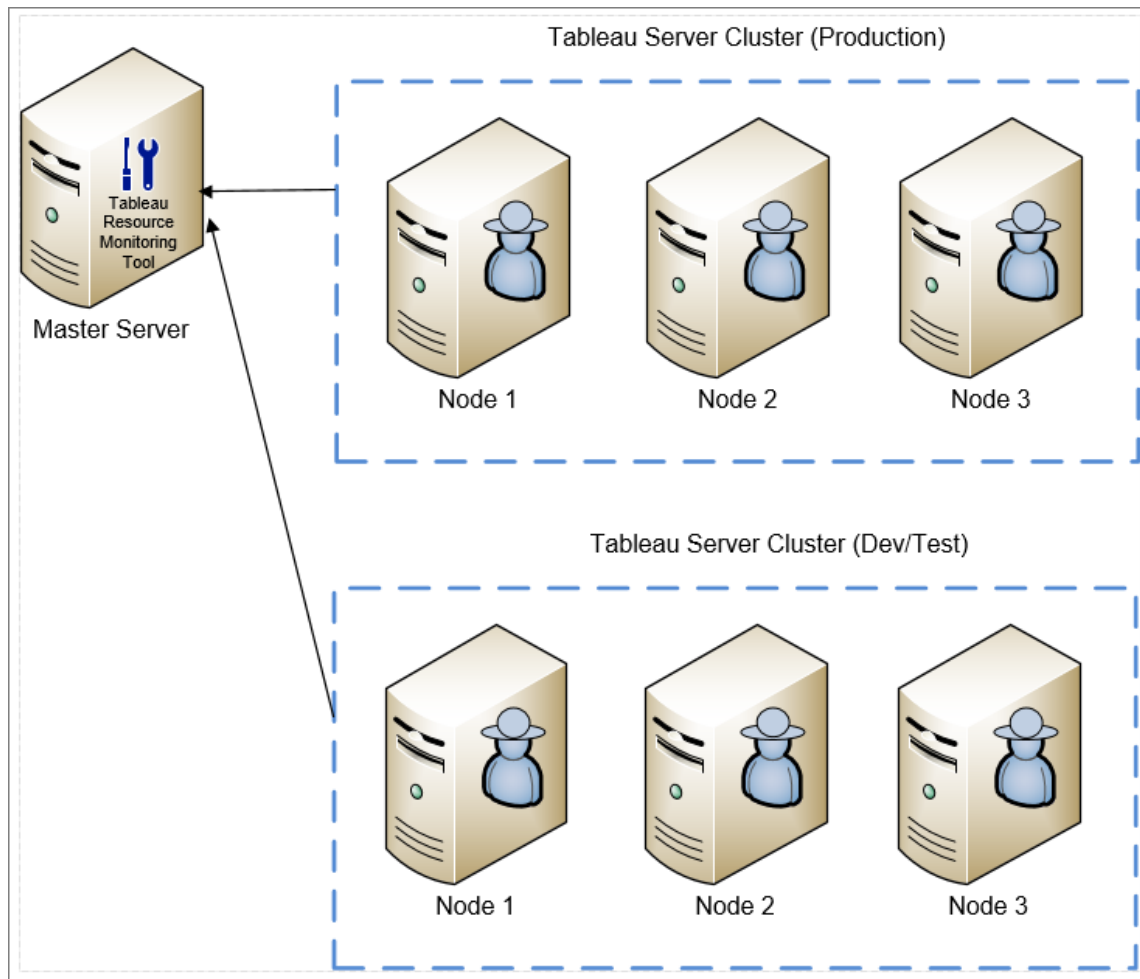 Tableau Server Cluster (Production)
Tableau
Resource
Monitoring
Tool
Master Server
Node 1
Node 2
Node 3
Tableau Server Cluster (Dev/Test)
Node 1
Node 2
Node 3